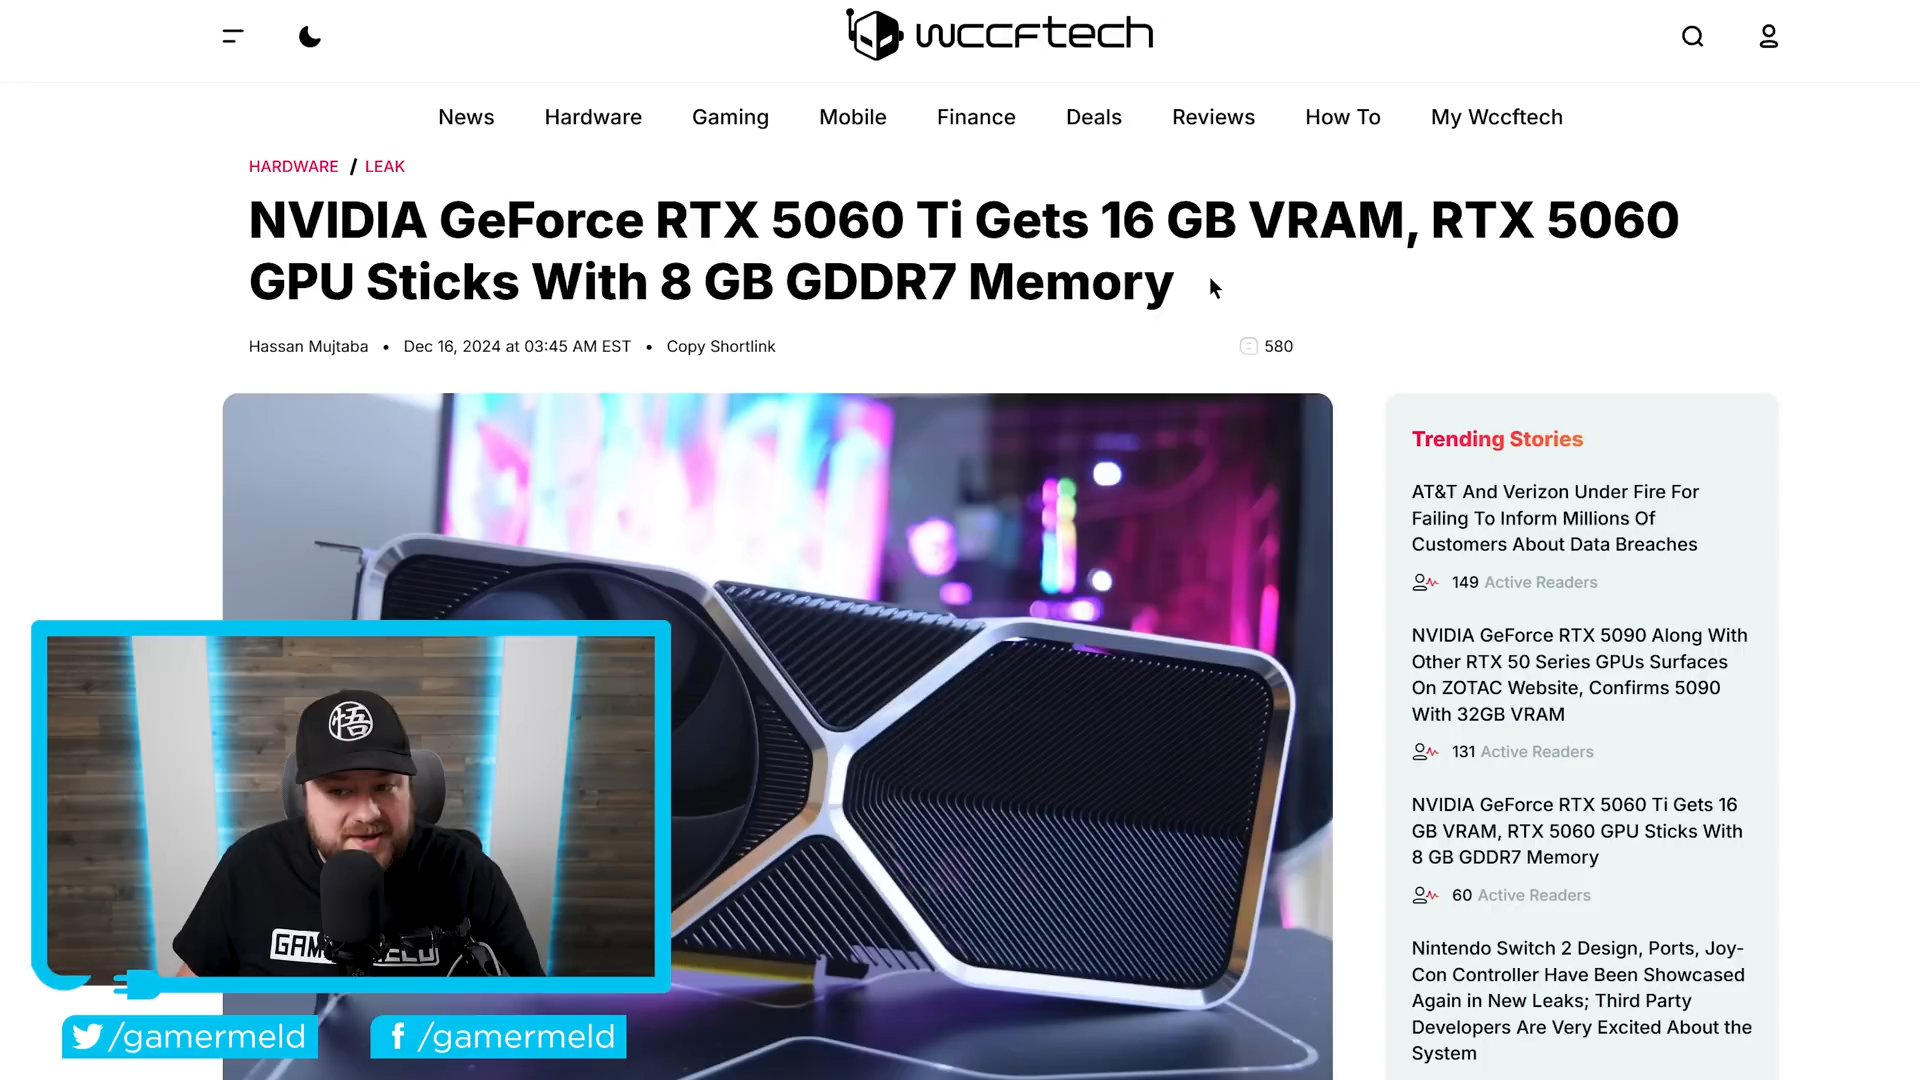 wccftech
News Hardware Gaming Mobile Finance Deals Reviews How To My Wccftech
HARDWARE / LEAK
NVIDIA GeForce RTX 5060 Ti Gets 16 GB VRAM, RTX 5060
GPU Sticks With 8 GB GDDR7 Memory
Hassan Mujtaba • Dec 16, 2024 at 03:45 AM EST • Copy Shortlink 580
Trending Stories
AT&T And Verizon Under Fire For
Failing To Inform Millions Of
Customers About Data Breaches
149 Active Readers
NVIDIA GeForce RTX 5090 Along With
Other RTX 50 Series GPUs Surfaces
On ZOTAC Website, Confirms 5090
With 32GB VRAM
131 Active Readers
NVIDIA GeForce RTX 5060 Ti Gets 16
GB VRAM, RTX 5060 GPU Sticks With
8 GB GDDR7 Memory
60 Active Readers
Nintendo Switch 2 Design, Ports, Joy-
Con Controller Have Been Showcased
Again in New Leaks; Third Party
Developers Are Very Excited About the
System
悟
/gamermeld /gamermeld